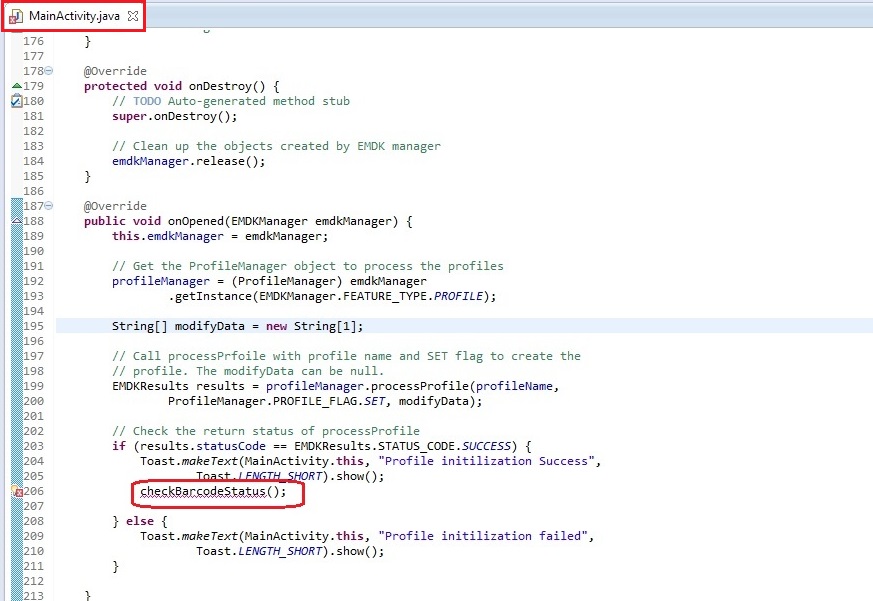 MainActivity.java
176 }
177
178 @Override
179 protected void onDestroy() {
180 // TODO Auto-generated method stub
181 super.onDestroy();
182
183 // Clean up the objects created by EMDK manager
184 emdkManager.release();
185 }
186
187 @Override
188 public void onOpened(EMDKManager emdkManager) {
189 this.emdkManager = emdkManager;
190
191 // Get the ProfileManager object to process the profiles
192 profileManager = (ProfileManager) emdkManager
193 .getInstance(EMDKManager.FEATURE_TYPE.PROFILE);
194
195 String[] modifyData = new String[1];
196
197 // Call processPrfoile with profile name and SET flag to create the
198 // profile. The modifyData can be null.
199 EMDKResults results = profileManager.processProfile(profileName,
200 ProfileManager.PROFILE_FLAG.SET, modifyData);
201
202 // Check the return status of processProfile
203 if (results.statusCode == EMDKResults.STATUS_CODE.SUCCESS) {
204 Toast.makeText(MainActivity.this, "Profile initilization Success",
205 Toast.LENGTH_SHORT).show();
206 checkBarcodeStatus();
207
208 } else {
209 Toast.makeText(MainActivity.this, "Profile initilization failed",
210 Toast.LENGTH_SHORT).show();
211 }
212
213 }